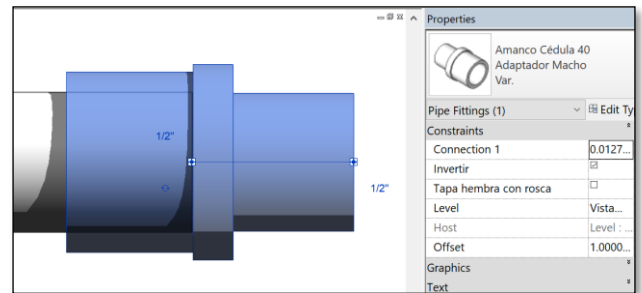 1/2"
1/2"
Properties
Amanco Cédula 40
Adaptador Macho
Var.
Pipe Fittings (1)
Edit Ty
Constraints
Connection 1 0.0127...
Invertir
Tapa hembra con rosca
Level Vista...
Host Level : ...
Offset 1.0000...
Graphics
Text